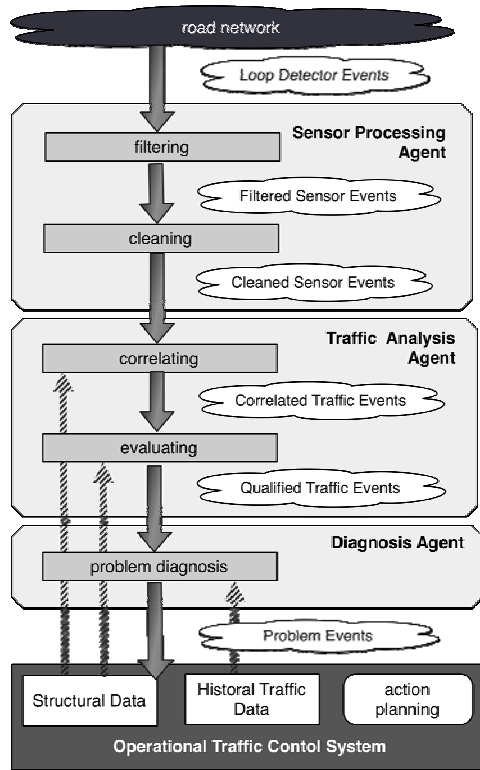 road network
Loop Detector Events
Sensor Processing
Agent
filtering
Filtered Sensor Events
cleaning
Cleaned Sensor Events
Traffic Analysis
Agent
correlating
Correlated Traffic Events
evaluating
Qualified Traffic Events
Diagnosis Agent
problem diagnosis
Problem Events
Structural Data
Historal Traffic
Data
action
planning
Operational Traffic Contol System